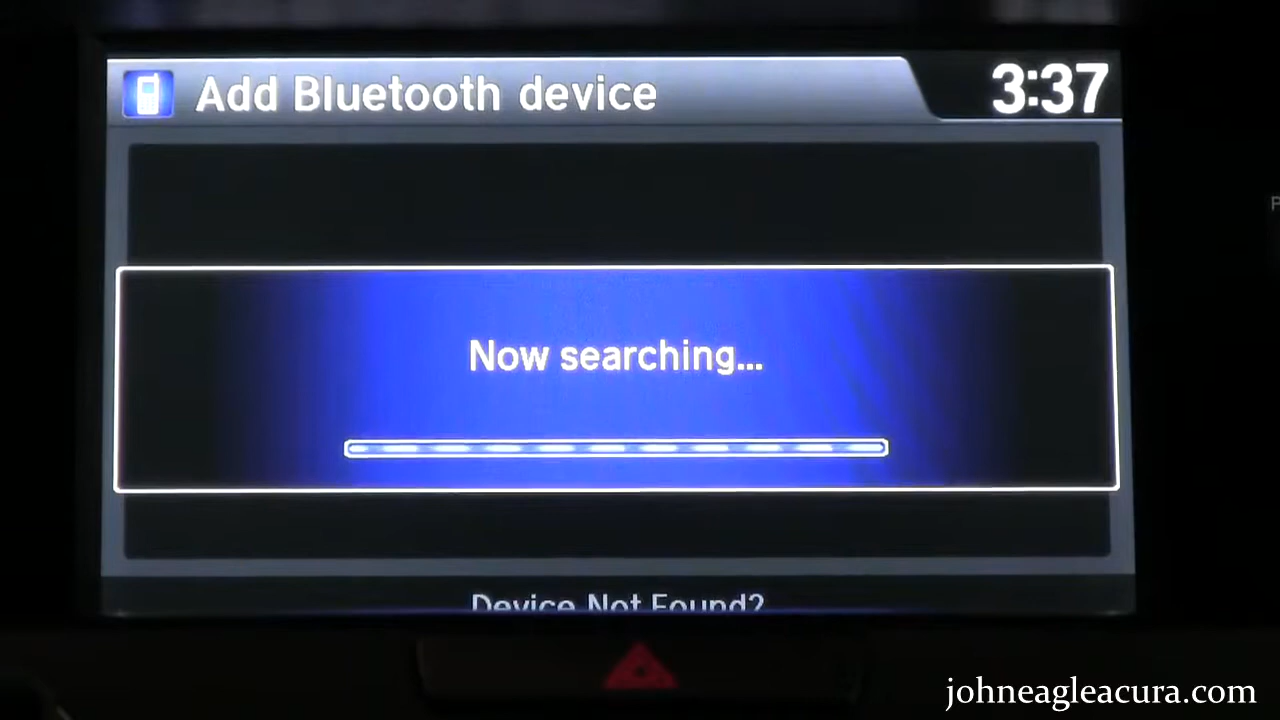 Add Bluetooth device
3:37
Now searching...
Device Not Found?
johneagleacura.com